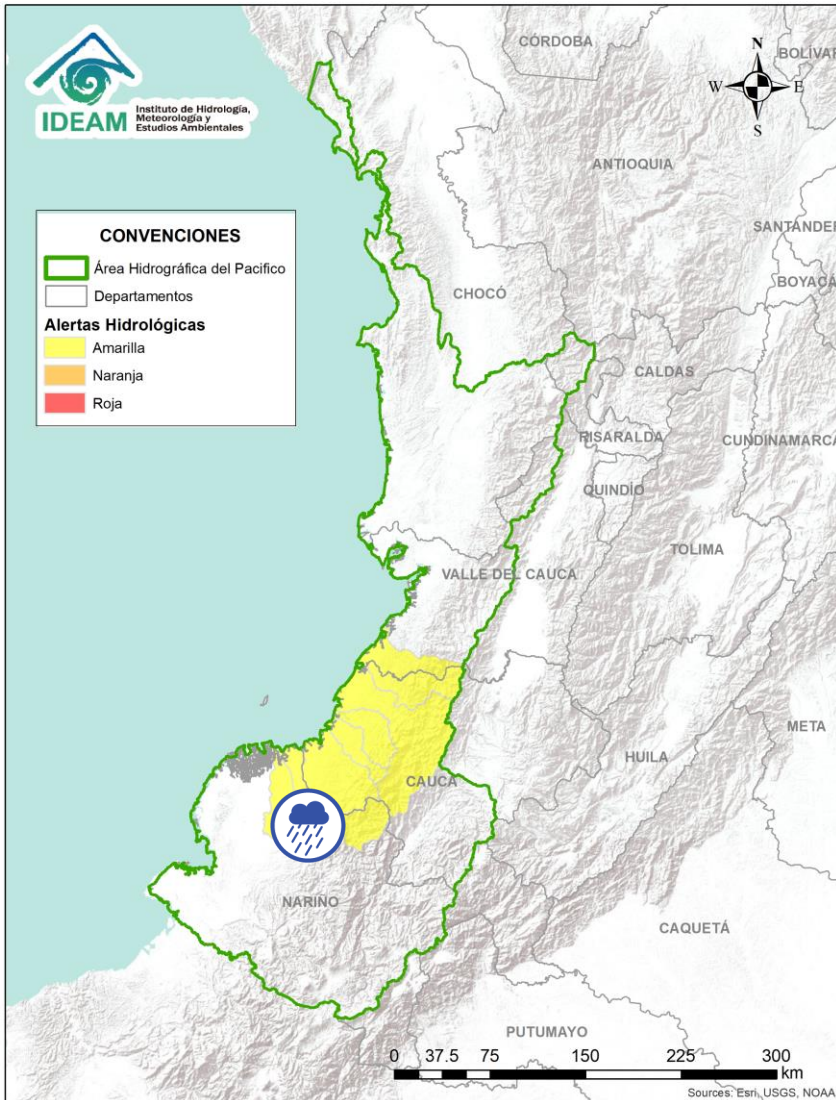 IDEAM
Instituto de Hidrología,
Meteorología y
Estudios Ambientales
N
W
E
S
CONVENCIONES
Área Hidrográfica del Pacifico
Departamentos
Alertas Hidrológicas
Amarilla
Naranja
Roja
CÓRDOBA
BOLÍVAR
ANTIOQUIA
SANTANDER
BOYACÁ
CHOCÓ
CALDAS
RISARALDA
CUNDINAMARCA
QUINDÍO
TOLIMA
VALLE DEL CAUCA
META
HUILA
CAUCA
NARIÑO
CAQUETÁ
PUTUMAYO
0 37.5 75 150 225 300
km
Sources: Esri, USGS, NOAA